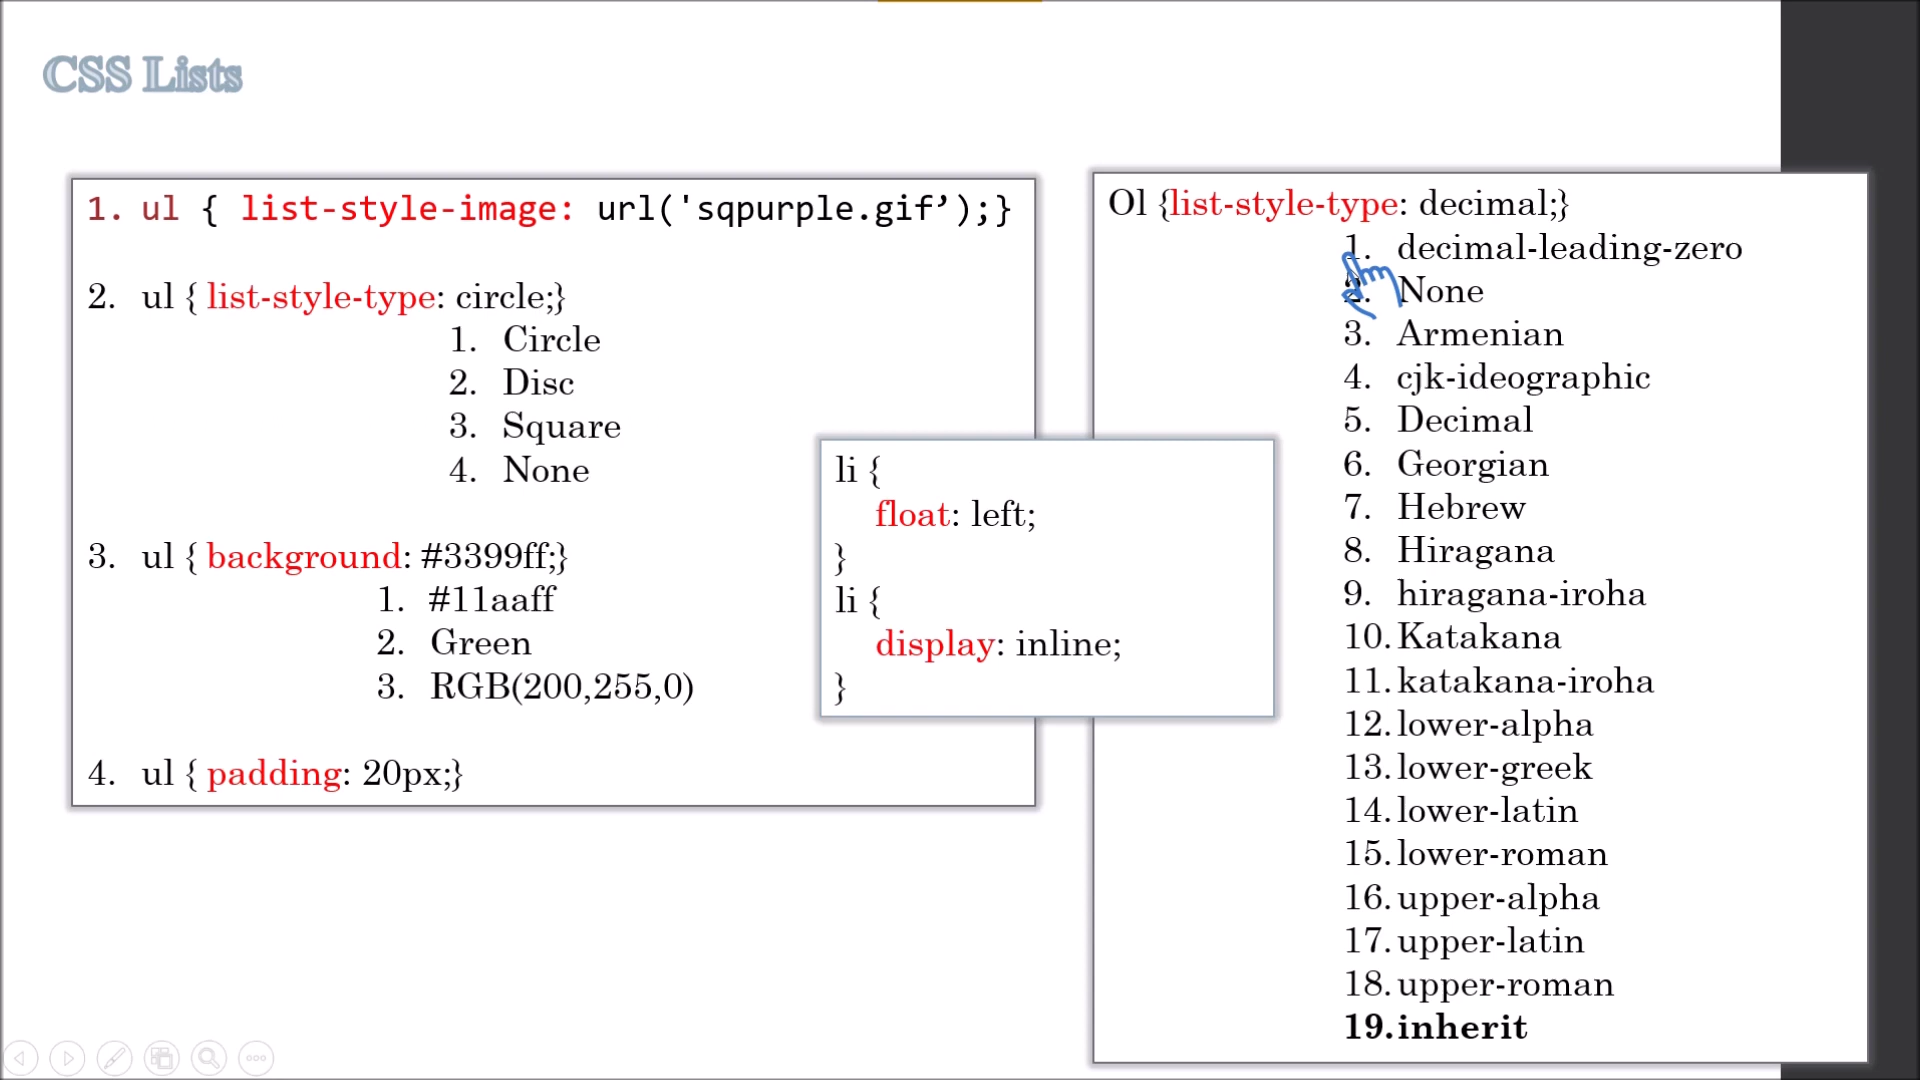 CSS Lists
1. ul { list-style-image: url('sqpurple.gif’);}
2. ul { list-style-type: circle;}
1. Circle
2. Disc
3. Square
4. None
3. ul { background: #3399ff;}
1. #11aaff
2. Green
3. RGB(200,255,0)
4. ul { padding: 20px;}
li {
float: left;
}
li {
display: inline;
}
Ol {list-style-type: decimal;}
1. decimal-leading-zero
2. None
3. Armenian
4. cjk-ideographic
5. Decimal
6. Georgian
7. Hebrew
8. Hiragana
9. hiragana-iroha
10. Katakana
11. katakana-iroha
12. lower-alpha
13. lower-greek
14. lower-latin
15. lower-roman
16. upper-alpha
17. upper-latin
18. upper-roman
19. inherit